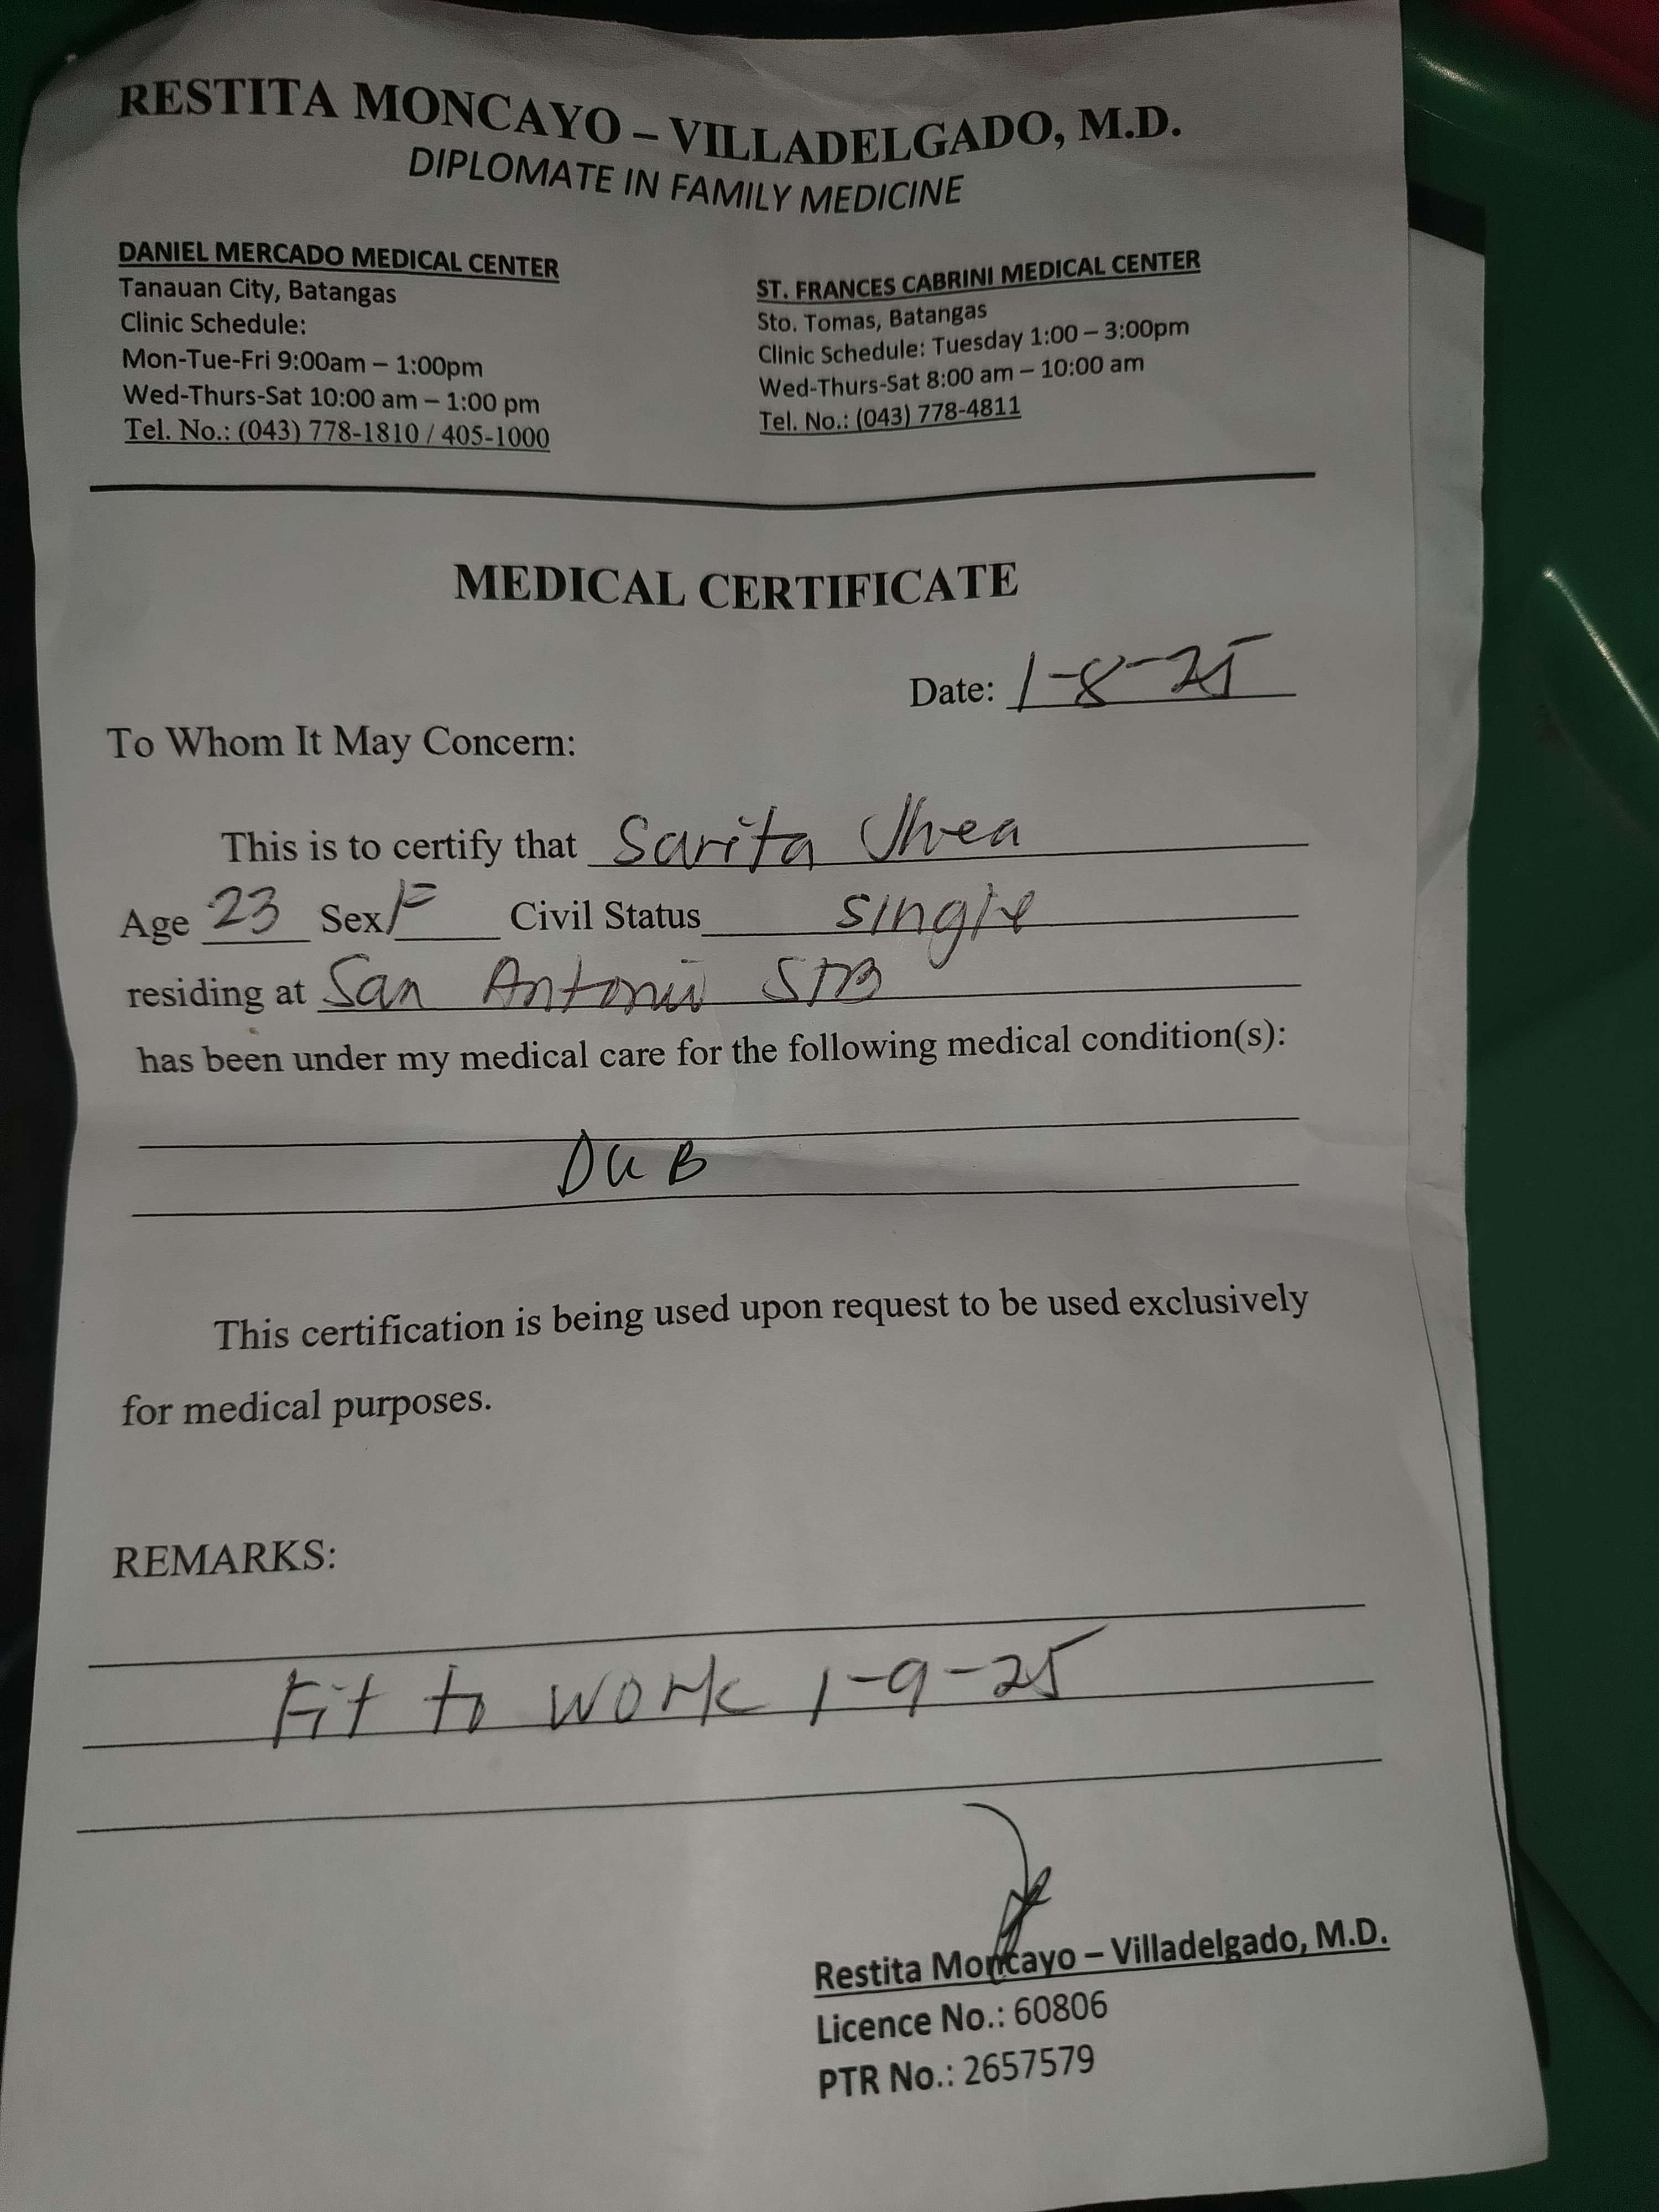 RESTITA MONCAYO – VILLADELGADO, M.D.
DIPLOMATE IN FAMILY MEDICINE
DANIEL MERCADO MEDICAL CENTER
Tanauan City, Batangas
Clinic Schedule:
Mon-Tue-Fri 9:00am – 1:00pm
Wed-Thurs-Sat 10:00 am – 1:00 pm
Tel. No.: (043) 778-1810 / 405-1000
ST. FRANCES CABRINI MEDICAL CENTER
Sto. Tomas, Batangas
Clinic Schedule: Tuesday 1:00 – 3:00pm
Wed-Thurs-Sat 8:00 am – 10:00 am
Tel. No.: (043) 778-4811
MEDICAL CERTIFICATE
Date: 1-8-25
To Whom It May Concern:
This is to certify that Sarita Jhea
Age 23 Sex F Civil Status single
residing at San Antonio STB
has been under my medical care for the following medical condition(s):
DUB
This certification is being used upon request to be used exclusively
for medical purposes.
REMARKS:
Fit to work 1-9-25
Restita Moncayo – Villadelgado, M.D.
Licence No.: 60806
PTR No.: 2657579